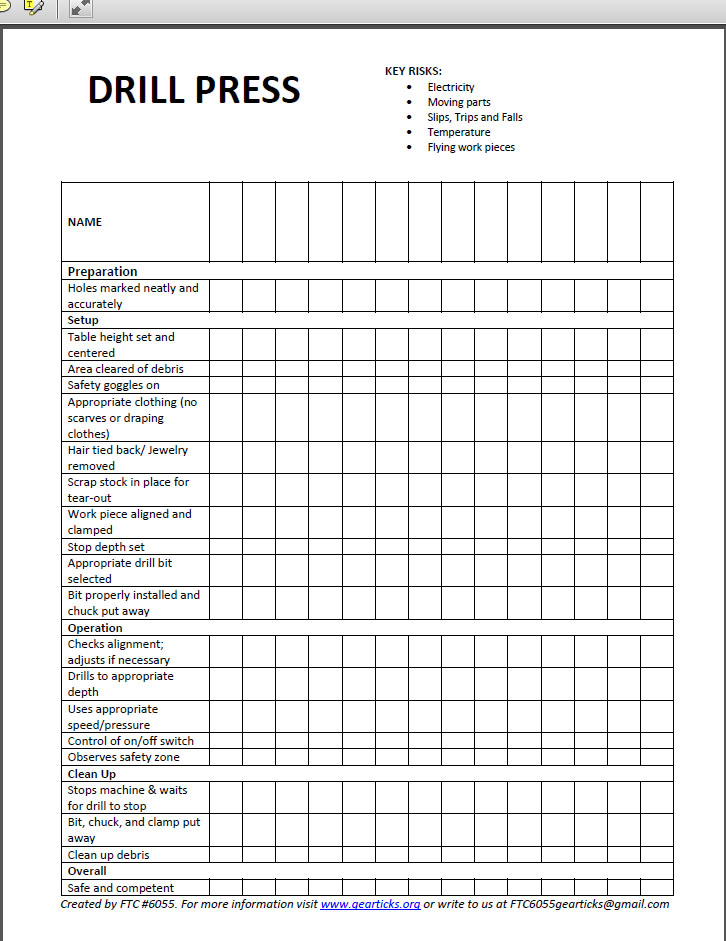 DRILL PRESS
KEY RISKS:
• Electricity
• Moving parts
• Slips, Trips and Falls
• Temperature
• Flying work pieces
NAME
Preparation
Holes marked neatly and
accurately
Setup
Table height set and
centered
Area cleared of debris
Safety goggles on
Appropriate clothing (no
scarves or draping
clothes)
Hair tied back/ Jewelry
removed
Scrap stock in place for
tear-out
Work piece aligned and
clamped
Stop depth set
Appropriate drill bit
selected
Bit properly installed and
chuck put away
Operation
Checks alignment;
adjusts if necessary
Drills to appropriate
depth
Uses appropriate
speed/pressure
Control of on/off switch
Observes safety zone
Clean Up
Stops machine & waits
for drill to stop
Bit, chuck, and clamp put
away
Clean up debris
Overall
Safe and competent
Created by FTC #6055. For more information visit www.gearticks.org or write to us at FTC6055gearticks@gmail.com